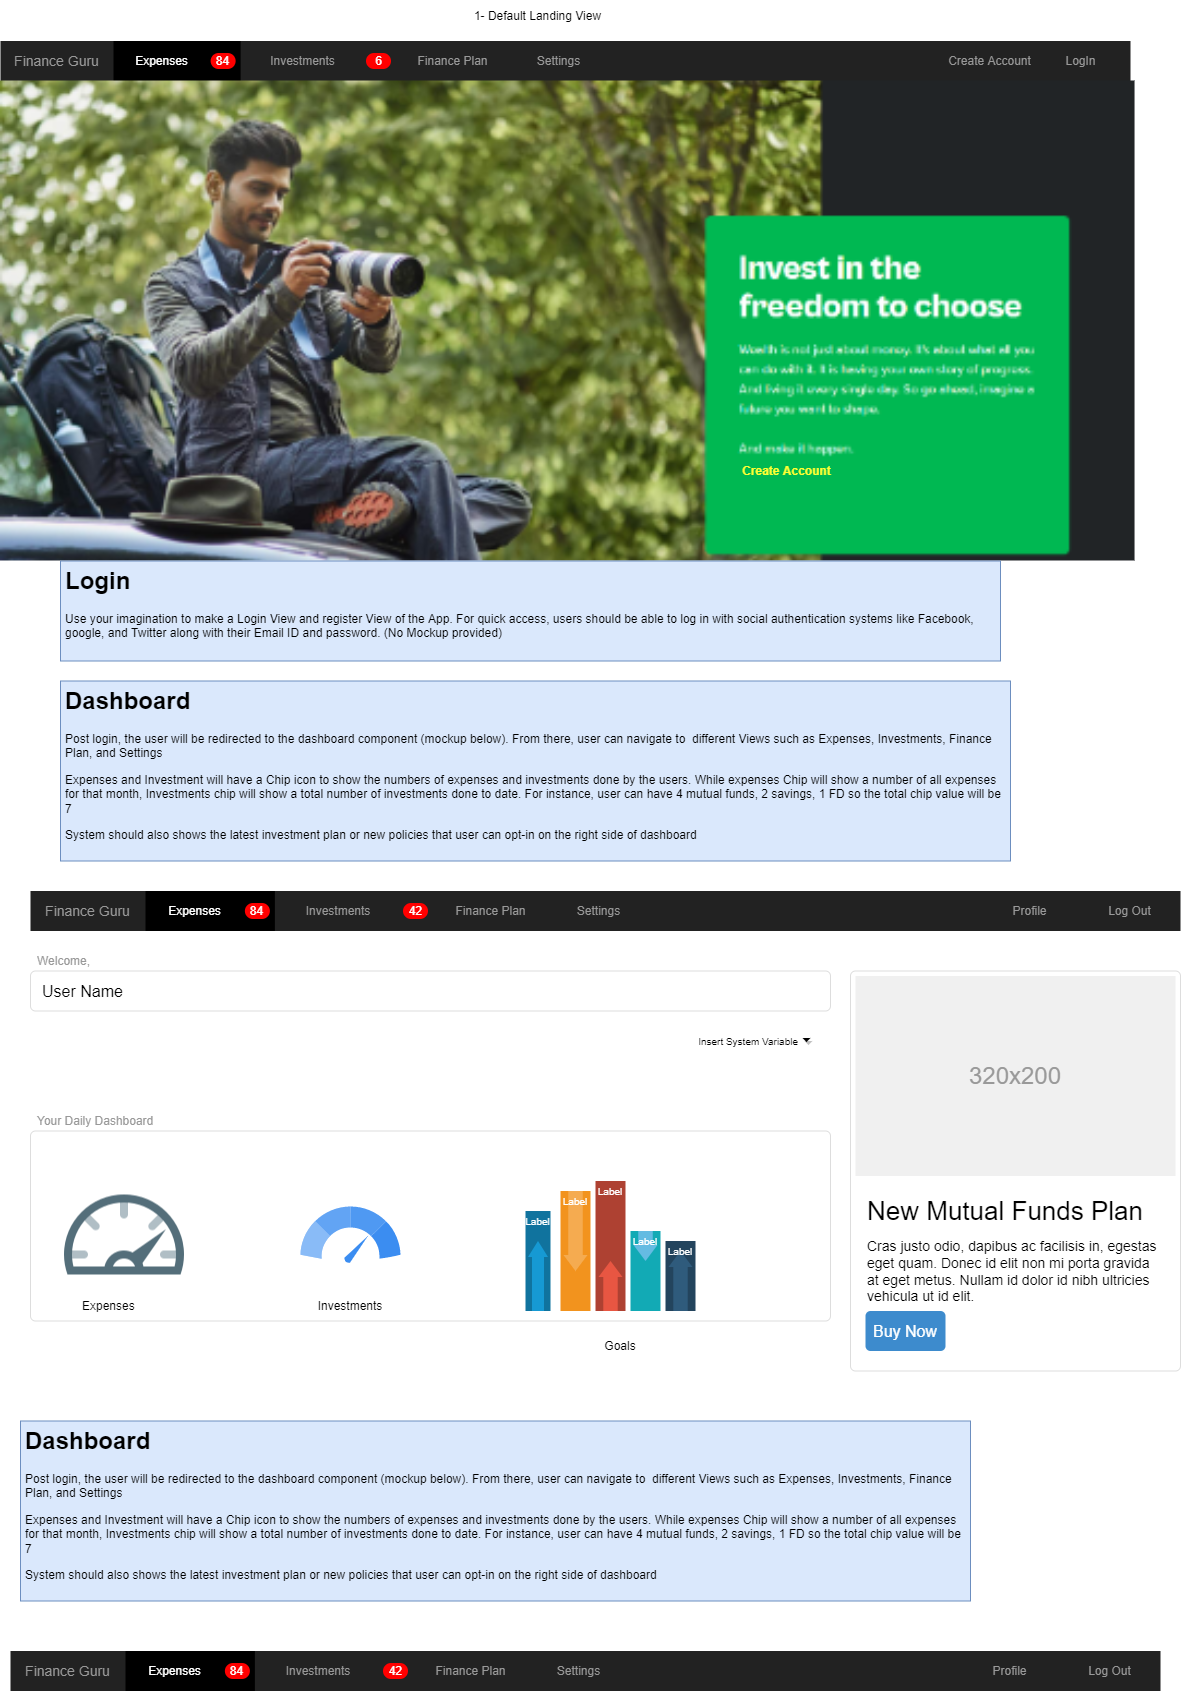 1- Default Landing View
Finance Guru Expenses 84 Investments 6 Finance Plan Settings Create Account LogIn
Invest in the
freedom to choose
Wealth is not just about money. It's about what all you
can do with it. It is having your own story of progress.
And living it every single day. So go ahead, imagine a
future you want to shape.
And make it happen.
Create Account
Login
Use your imagination to make a Login View and register View of the App. For quick access, users should be able to log in with social authentication systems like Facebook,
google, and Twitter along with their Email ID and password. (No Mockup provided)
Dashboard
Post login, the user will be redirected to the dashboard component (mockup below). From there, user can navigate to  different Views such as Expenses, Investments, Finance
Plan, and Settings
Expenses and Investment will have a Chip icon to show the numbers of expenses and investments done by the users. While expenses Chip will show a number of all expenses
for that month, Investments chip will show a total number of investments done to date. For instance, user can have 4 mutual funds, 2 savings, 1 FD so the total chip value will be
7
System should also shows the latest investment plan or new policies that user can opt-in on the right side of dashboard
Finance Guru Expenses 84 Investments 42 Finance Plan Settings Profile Log Out
Welcome,
User Name
Insert System Variable
320x200
Your Daily Dashboard
Label Label Label Label Label
Expenses Investments
Goals
New Mutual Funds Plan
Cras justo odio, dapibus ac facilisis in, egestas
eget quam. Donec id elit non mi porta gravida
at eget metus. Nullam id dolor id nibh ultricies
vehicula ut id elit.
Buy Now
Dashboard
Post login, the user will be redirected to the dashboard component (mockup below). From there, user can navigate to  different Views such as Expenses, Investments, Finance
Plan, and Settings
Expenses and Investment will have a Chip icon to show the numbers of expenses and investments done by the users. While expenses Chip will show a number of all expenses
for that month, Investments chip will show a total number of investments done to date. For instance, user can have 4 mutual funds, 2 savings, 1 FD so the total chip value will be
7
System should also shows the latest investment plan or new policies that user can opt-in on the right side of dashboard
Finance Guru Expenses 84 Investments 42 Finance Plan Settings Profile Log Out